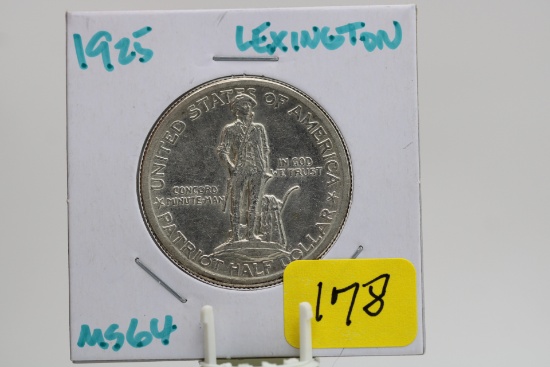 1925 LEXINGTON
UNITED STATES OF AMERICA
IN GOD
WE TRUST
CONCORD
MINUTE-MAN
PATRIOT HALF DOLLAR
MS64
178